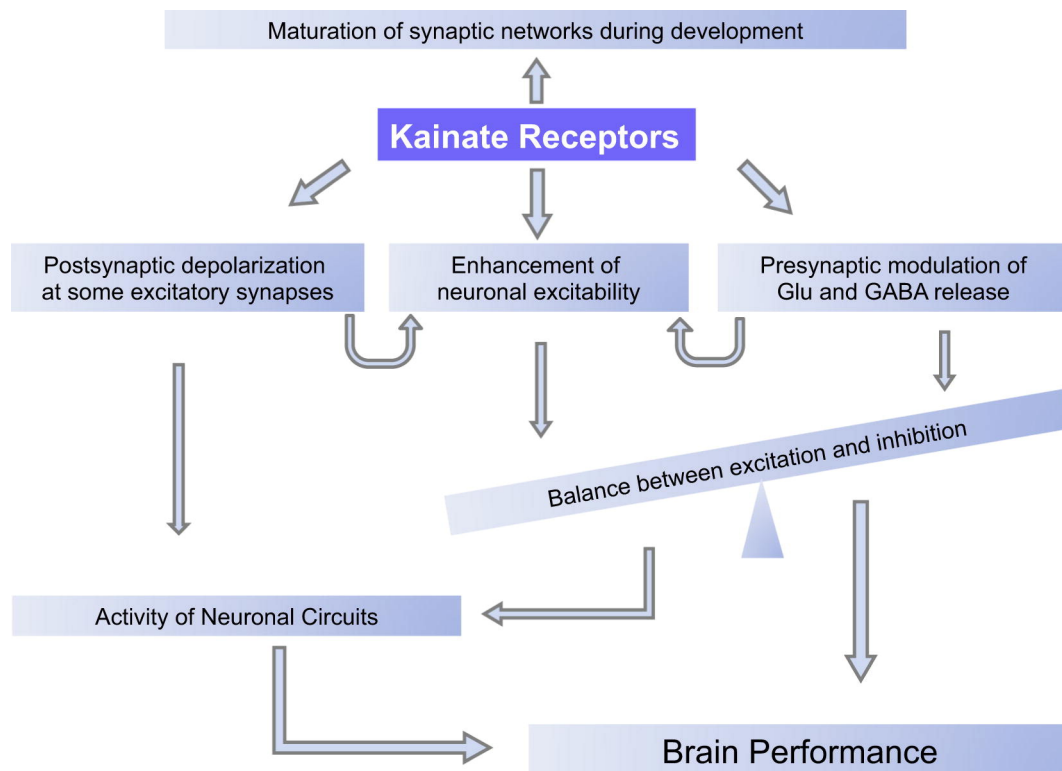 Maturation of synaptic networks during development
Kainate Receptors
Postsynaptic depolarization
at some excitatory synapses
Enhancement of
neuronal excitability
Presynaptic modulation of
Glu and GABA release
Balance between excitation and inhibition
Activity of Neuronal Circuits
Brain Performance